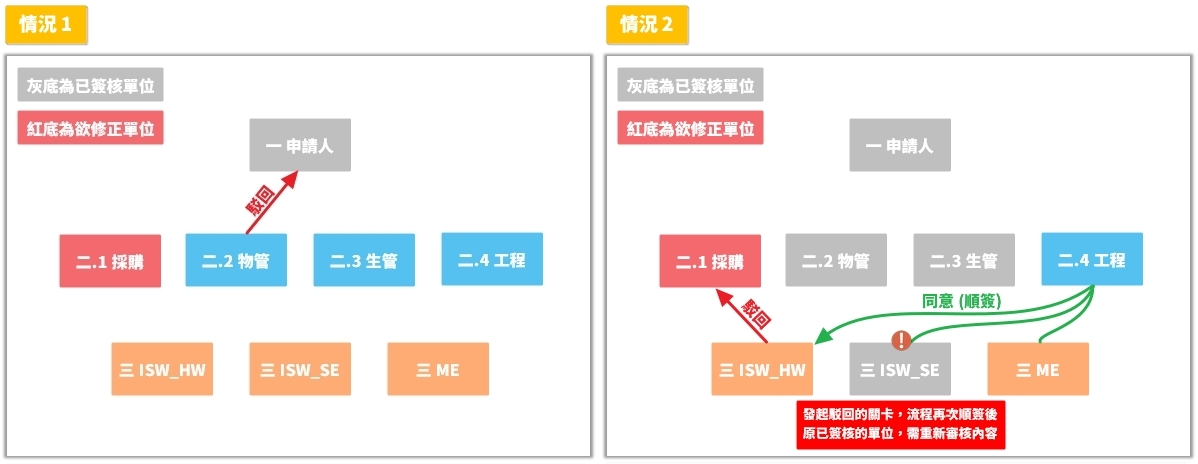 情況 1
灰底為已簽核單位
紅底為欲修正單位
一 申請人
駁回
二.1 採購
二.2 物管
二.3 生管
二.4 工程
三 ISW_HW
三 ISW_SE
三 ME
情況 2
灰底為已簽核單位
紅底為欲修正單位
一 申請人
二.1 採購
二.2 物管
二.3 生管
二.4 工程
同意 (順簽)
駁回
!
三 ISW_HW
三 ISW_SE
三 ME
發起駁回的關卡，流程再次順簽後
原已簽核的單位，需重新審核內容